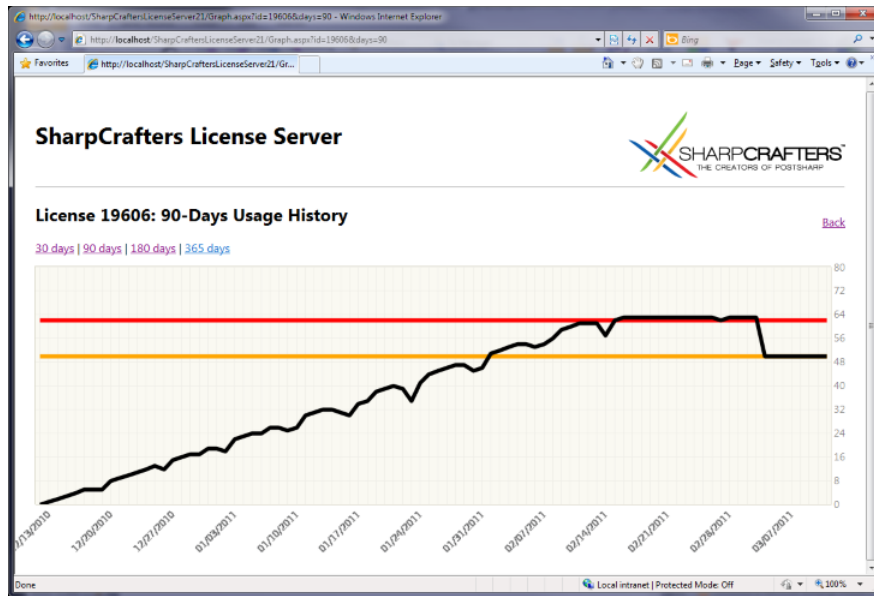 http://localhost/SharpCraftersLicenseServer21/Graph.aspx?id=19606&days=90 - Windows Internet Explorer
http://localhost/SharpCraftersLicenseServer21/Graph.aspx?id=19606&days=90
Bing
Favorites
http://localhost/SharpCraftersLicenseServer21/Gr...
Page
Safety
Tools
SharpCrafters License Server
SHARPCRAFTERS™
THE CREATORS OF POSTSHARP
License 19606: 90-Days Usage History
Back
30 days | 90 days | 180 days | 365 days
80
72
64
56
48
40
32
24
16
8
0
/13/2010
12/20/2010
12/27/2010
01/03/2011
01/10/2011
01/17/2011
01/24/2011
01/31/2011
02/07/2011
02/14/2011
02/21/2011
02/28/2011
03/07/2011
Done
Local intranet | Protected Mode: Off
100%